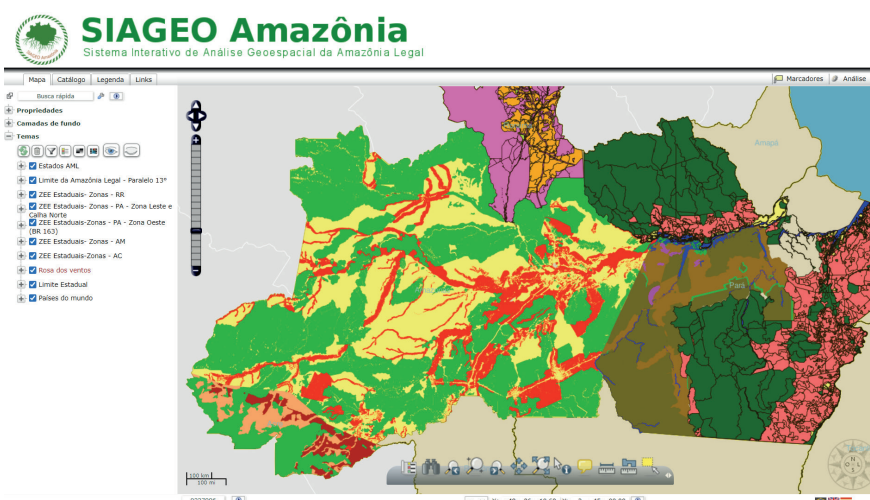 SIAGEO Amazônia
Sistema Interativo de Análise Geoespacial da Amazônia Legal
Mapa Catálogo Legenda Links
Marcadores Análise
Busca rápida
Propriedades
Camadas de fundo
Temas
Estados AML
Limite da Amazônia Legal - Paralelo 13°
ZEE Estaduais- Zonas - RR
ZEE Estaduais-Zonas - PA - Zona Leste e
Calha Norte
ZEE Estaduais-Zonas - PA - Zona Oeste
(BR 163)
ZEE Estaduais- Zonas - AM
ZEE Estaduais-Zonas - AC
Rosa dos ventos
Limite Estadual
Países do mundo
Amapá
Pará
100 km
100 mi
N
O L
S